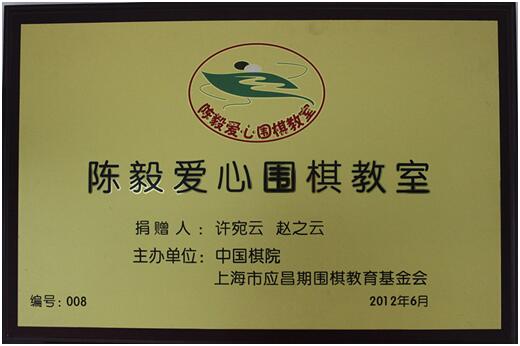 陈毅爱心围棋教室
陈毅爱心围棋教室
捐赠人：许宛云 赵之云
主办单位：中国棋院
上海市应昌期围棋教育基金会
编号：008
2012年6月